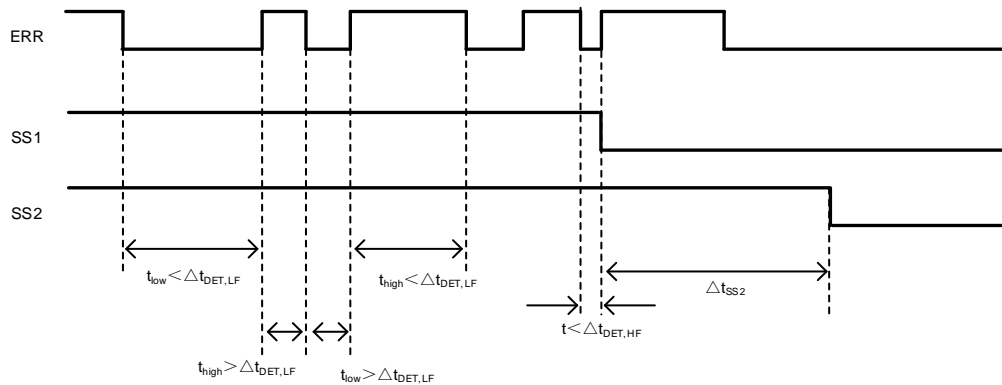 ERR
SS1
SS2
t_low＜△t_DET,LF
t_high＜△t_DET,LF
△t_SS2
t＜△t_DET,HF
t_high＞△t_DET,LF
t_low＞△t_DET,LF